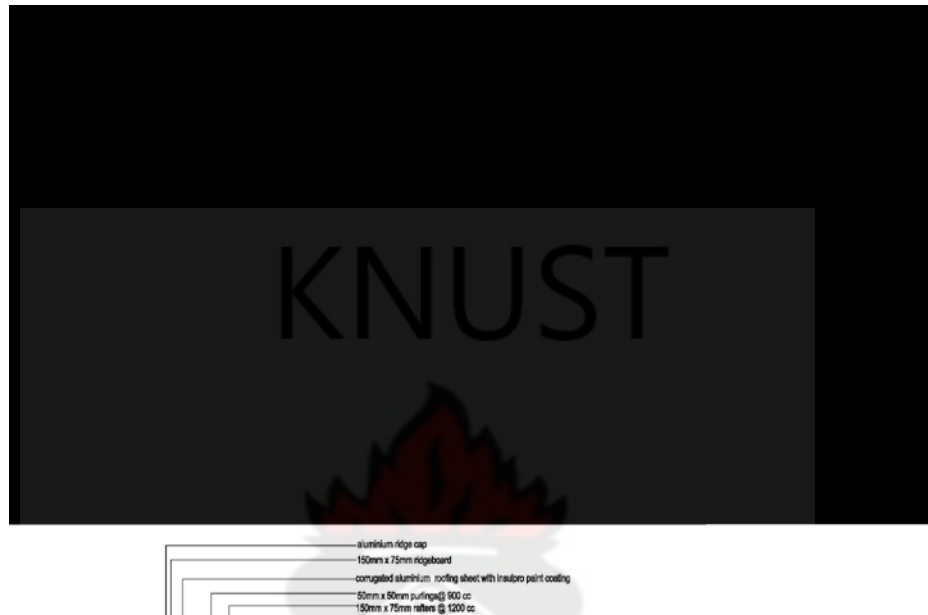 KNUST
aluminium ridge cap
150mm x 75mm ridgeboard
corrugated aluminium roofing sheet with insulpro paint coating
50mm x 50mm purlings@ 900 cc
150mm x 75mm rafters @ 1200 cc